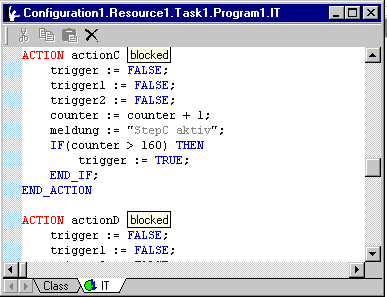 Configuration1.Resource1.Task1.Program1.IT
ACTION actionC blocked
trigger := FALSE;
trigger1 := FALSE;
trigger2 := FALSE;
counter := counter + 1;
meldung := "StepC aktiv";
IF(counter > 160) THEN
trigger := TRUE;
END_IF;
END_ACTION
ACTION actionD blocked
trigger := FALSE;
trigger1 := FALSE;
Class IT